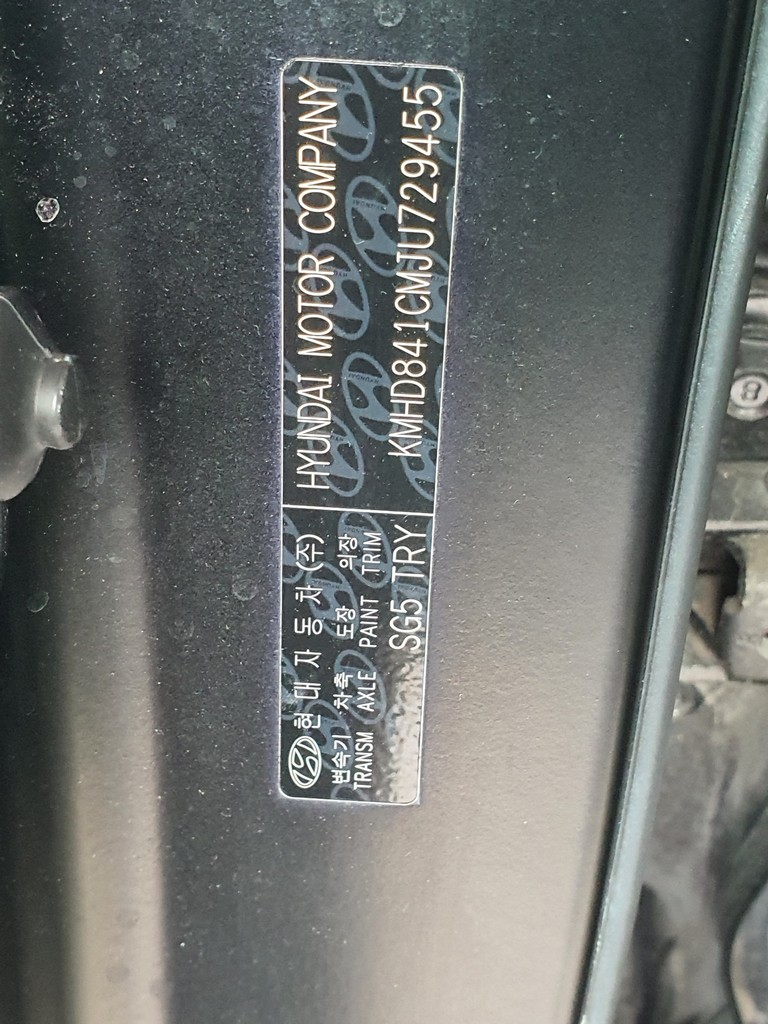 현대자동차(주) HYUNDAI MOTOR COMPANY
변속기 차축 도장 의장
TRANSM AXLE PAINT TRIM
KMHD841CMJU729455
SG5 TRY